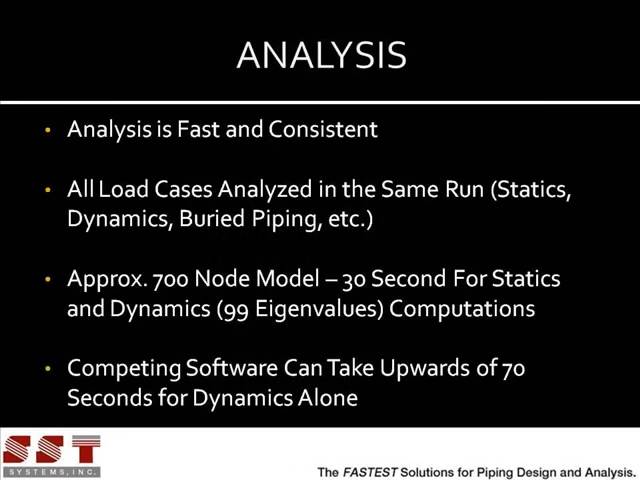 ANALYSIS
• Analysis is Fast and Consistent
• All Load Cases Analyzed in the Same Run (Statics,
Dynamics, Buried Piping, etc.)
• Approx. 700 Node Model – 30 Second For Statics
and Dynamics (99 Eigenvalues) Computations
• Competing Software Can Take Upwards of 70
Seconds for Dynamics Alone
SST
SYSTEMS, INC.
The FASTEST Solutions for Piping Design and Analysis.